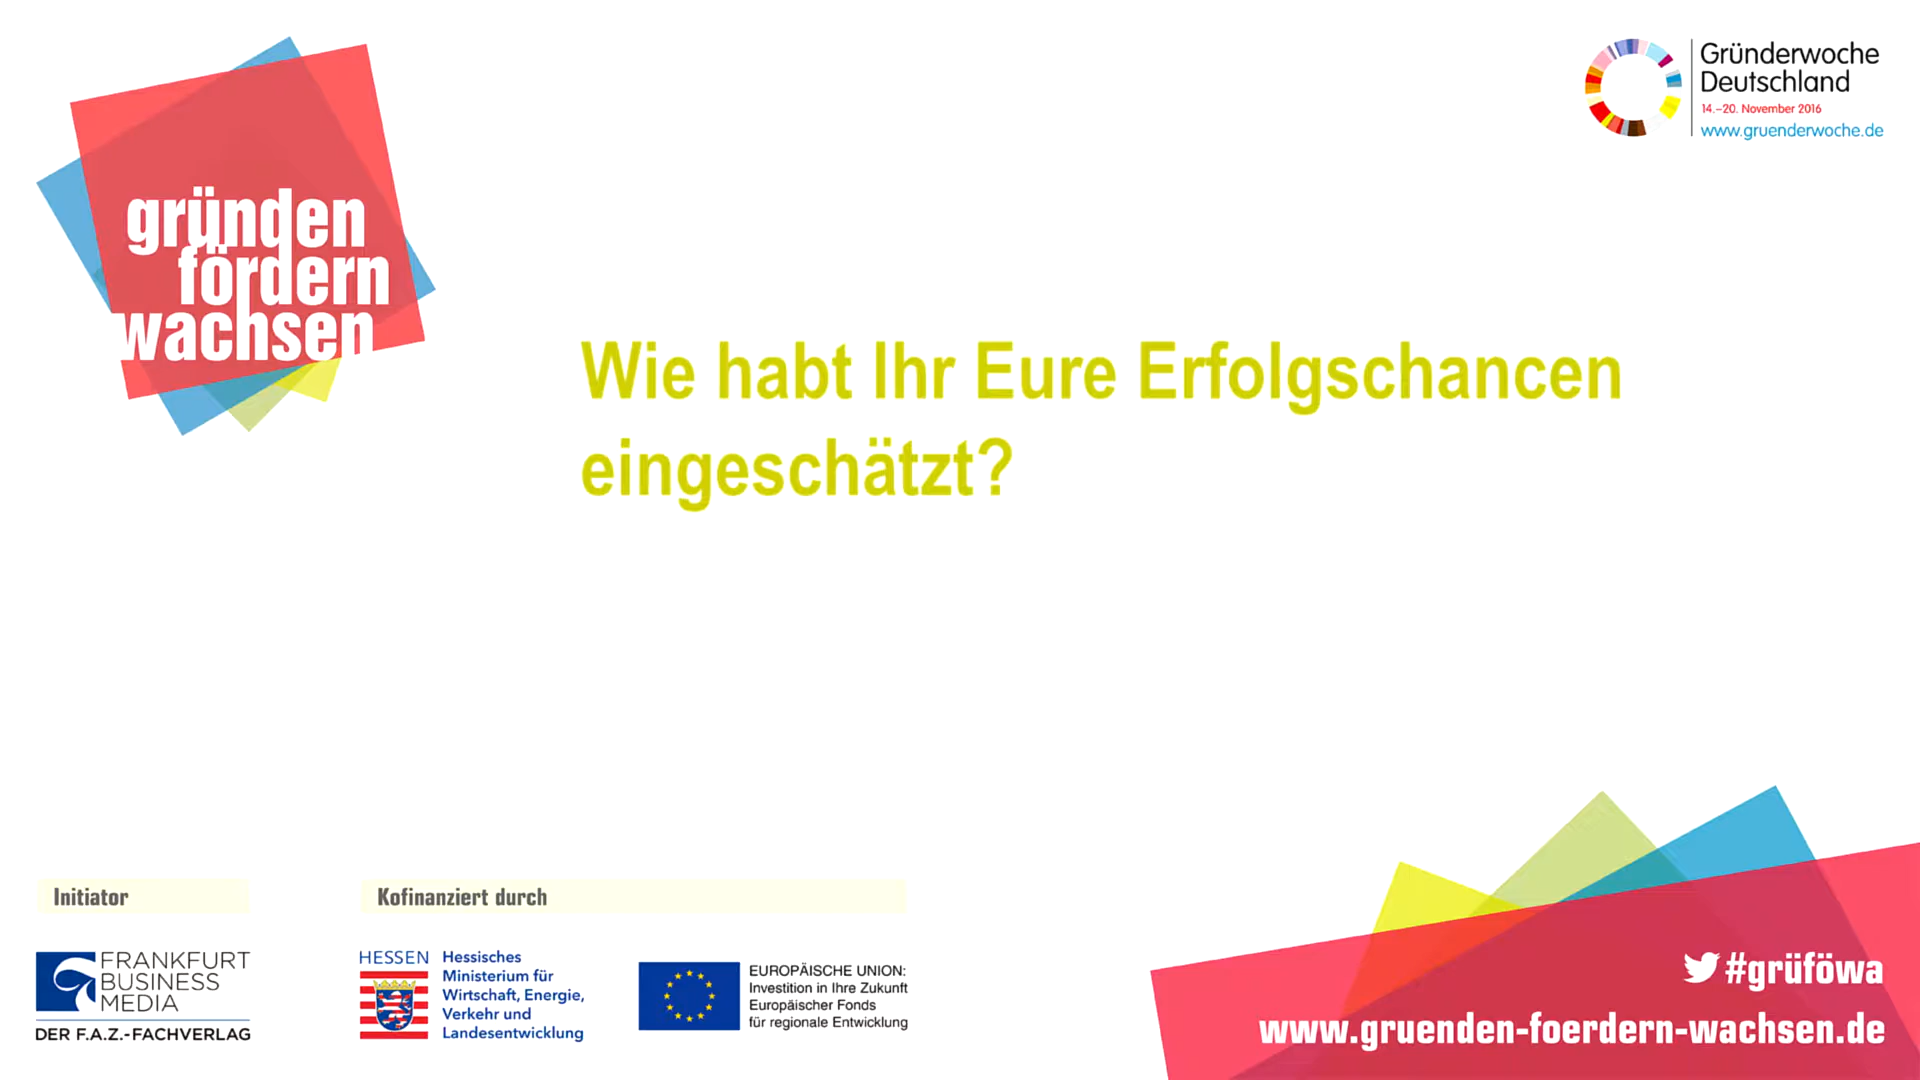 gründen
fördern
wachsen
Gründerwoche
Deutschland
14.–20. November 2016
www.gruenderwoche.de
Wie habt Ihr Eure Erfolgschancen
eingeschätzt?
Initiator
FRANKFURT
BUSINESS
MEDIA
DER F.A.Z.-FACHVERLAG
Kofinanziert durch
HESSEN
Hessisches
Ministerium für
Wirtschaft, Energie,
Verkehr und
Landesentwicklung
EUROPÄISCHE UNION:
Investition in Ihre Zukunft
Europäischer Fonds
für regionale Entwicklung
#grüföwa
www.gruenden-foerdern-wachsen.de